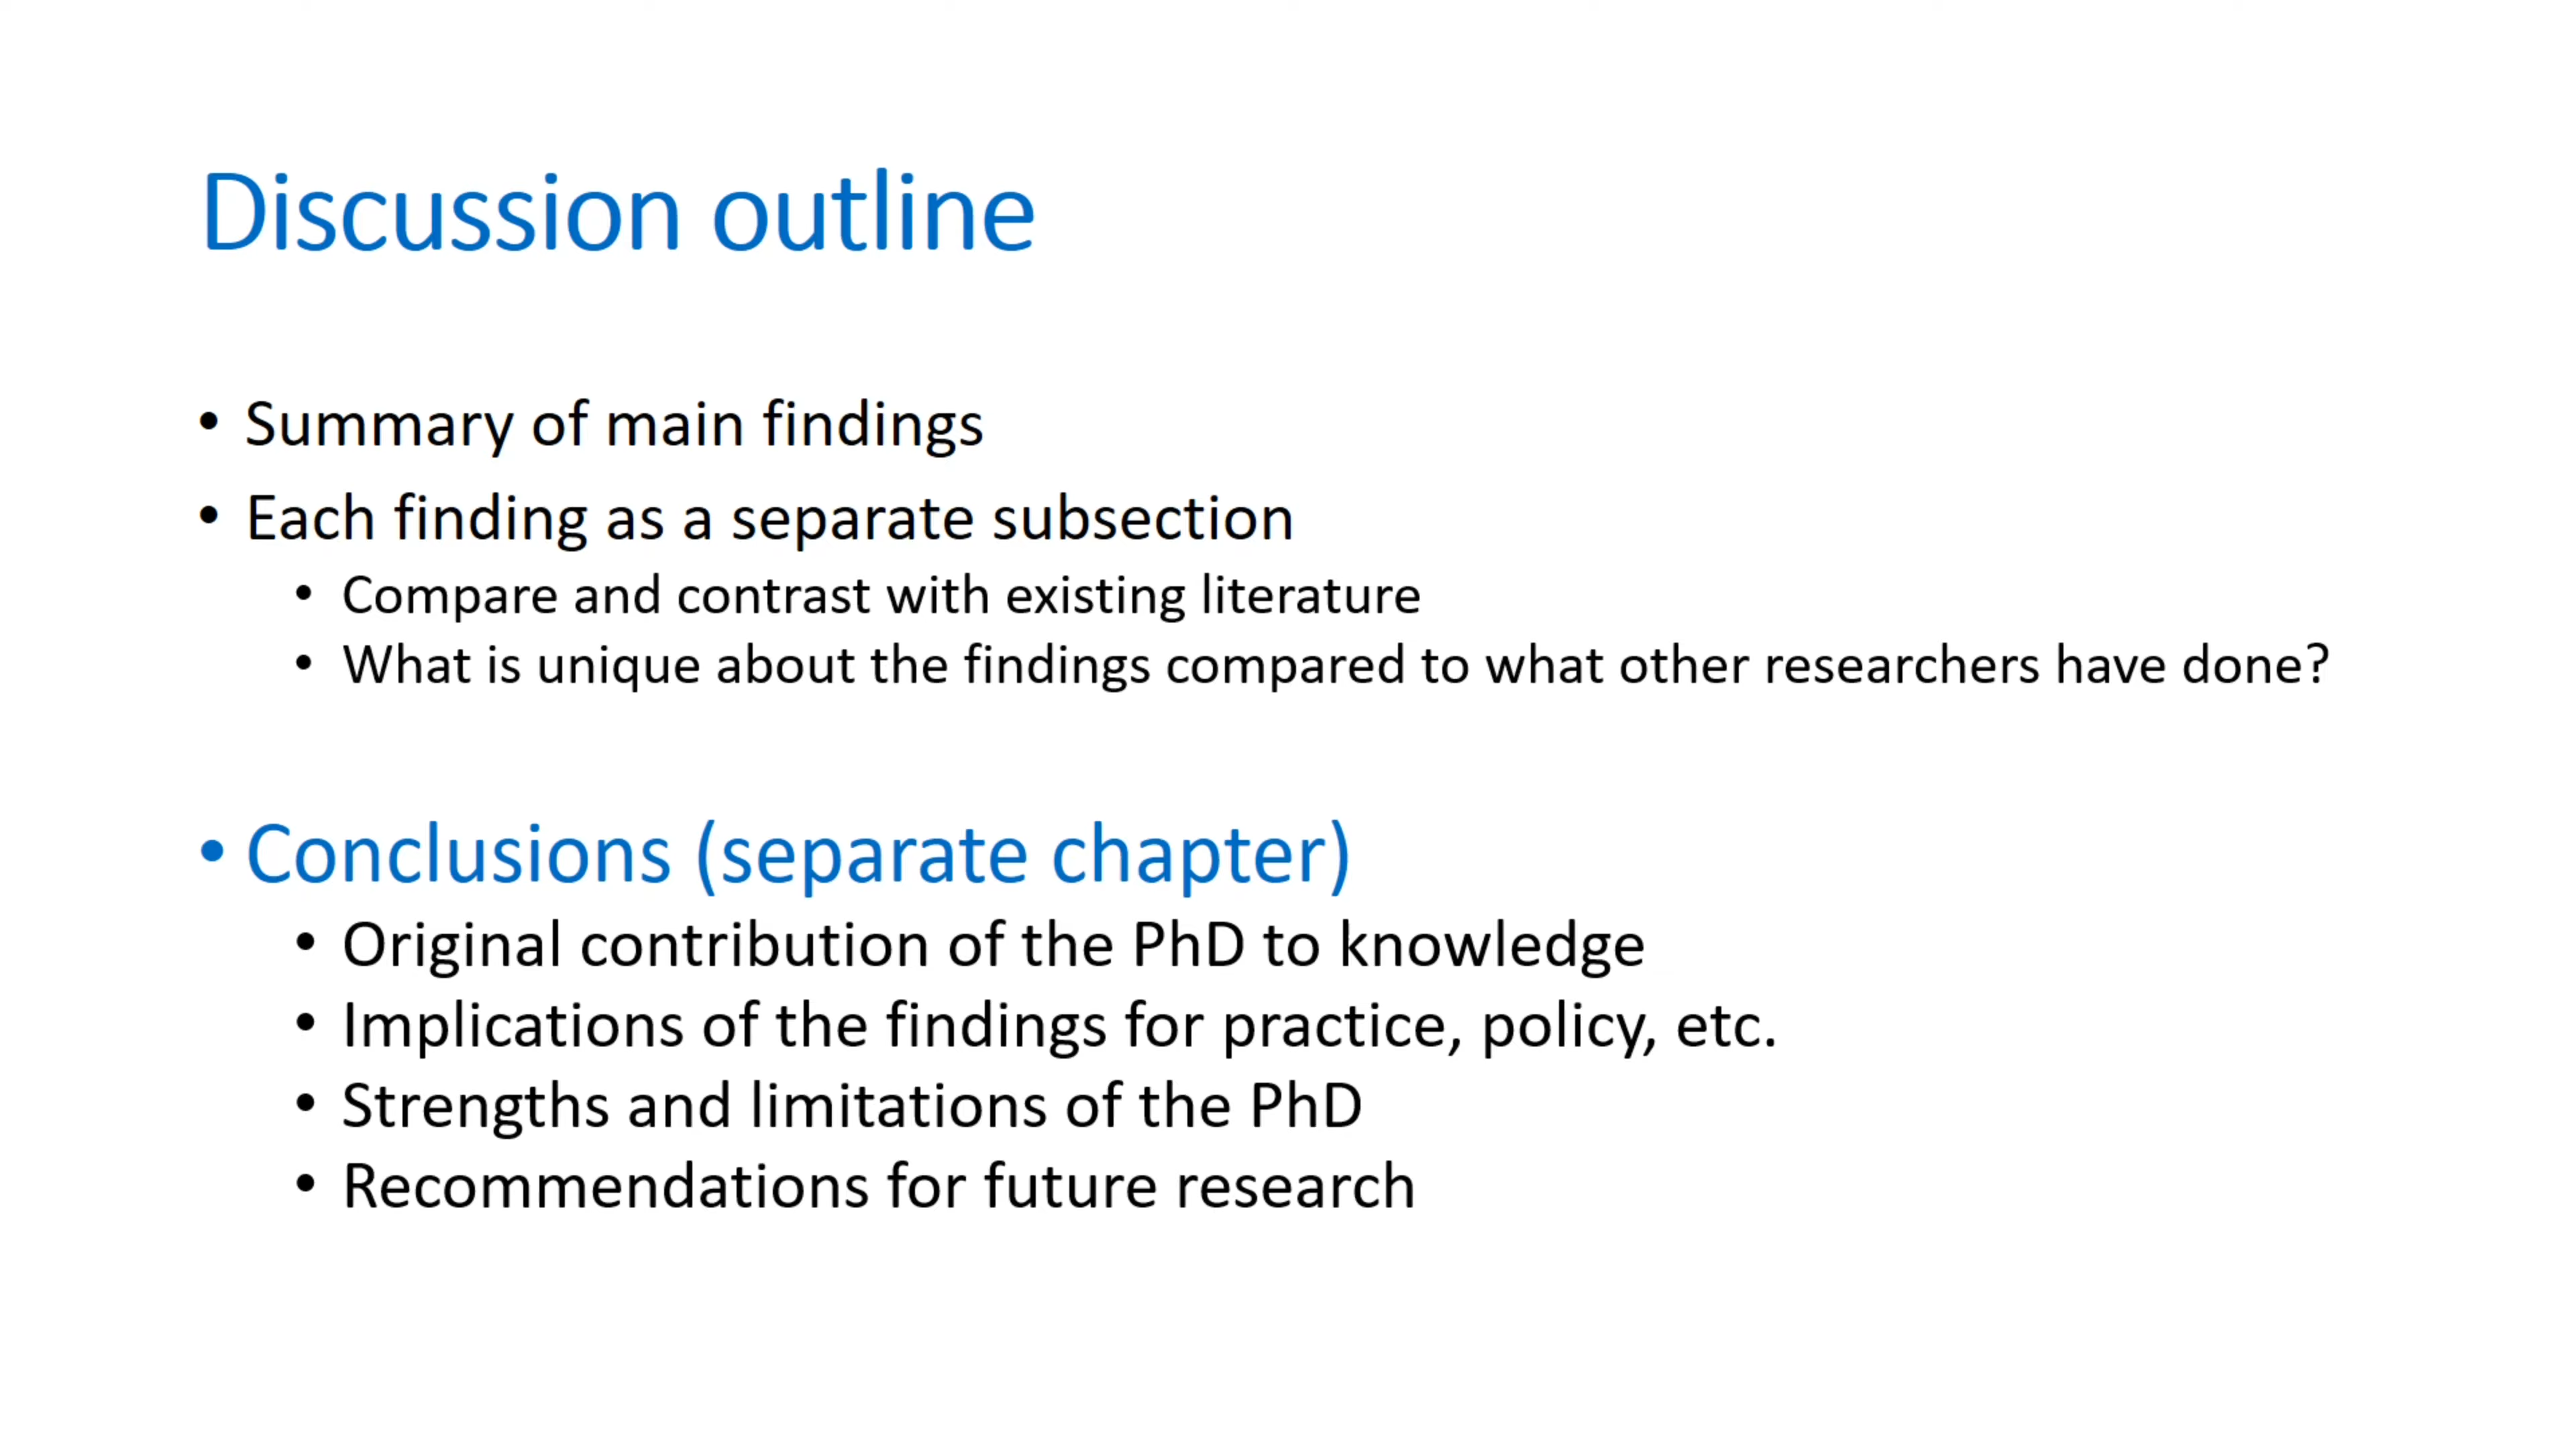 Discussion outline
• Summary of main findings
• Each finding as a separate subsection
• Compare and contrast with existing literature
• What is unique about the findings compared to what other researchers have done?
• Conclusions (separate chapter)
• Original contribution of the PhD to knowledge
• Implications of the findings for practice, policy, etc.
• Strengths and limitations of the PhD
• Recommendations for future research